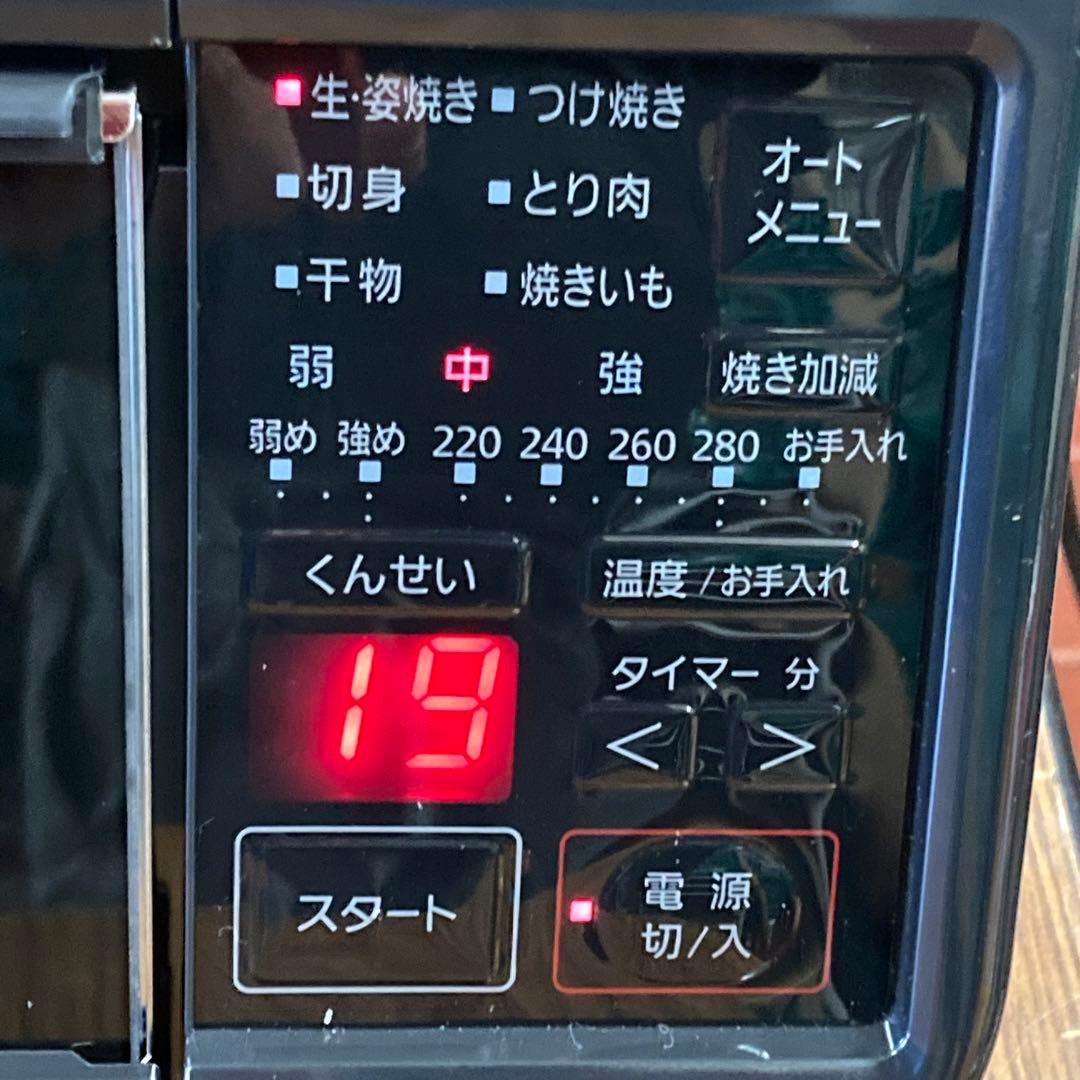 生・姿焼き つけ焼き
オート
メニュー
切身 とり肉
干物 焼きいも
弱 中 強 焼き加減
弱め 強め 220 240 260 280 お手入れ
くんせい 温度/お手入れ
タイマー 分
19
< >
スタート
電源
切/入